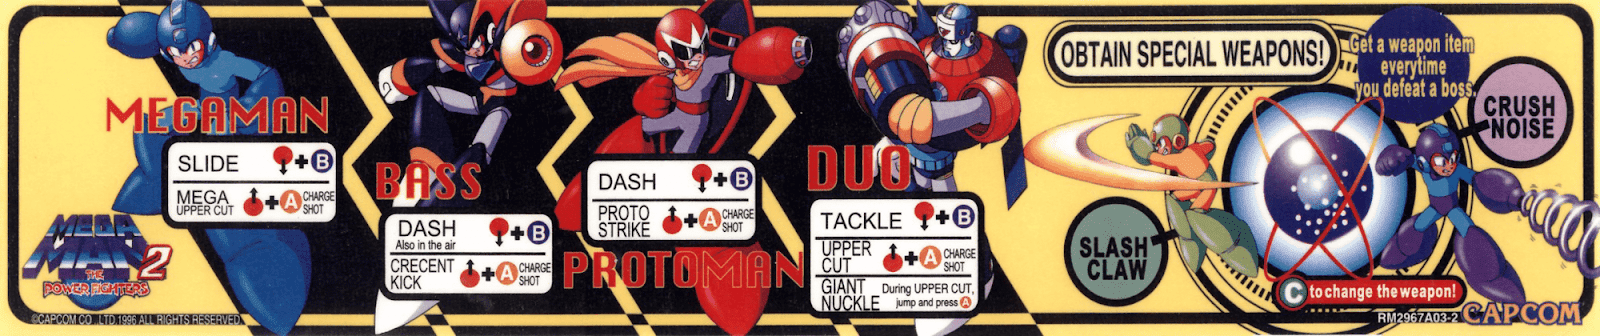 MEGAMAN
SLIDE + B
MEGA
UPPER CUT + A CHARGE
SHOT
MEGA
MAN 2
THE
POWER FIGHTERS
©CAPCOM CO LTD.1996 ALL RIGHTS RESERVED
BASS
DASH + B
Also in the air
CRECENT
KICK + A CHARGE
SHOT
DASH + B
PROTO
STRIKE + A CHARGE
SHOT
PROTOMAN
DUO
TACKLE + B
UPPER
CUT + A CHARGE
SHOT
GIANT
NUCKLE
During UPPER CUT,
jump and press A
OBTAIN SPECIAL WEAPONS!
Get a weapon item
everytime
you defeat a boss.
CRUSH
NOISE
SLASH
CLAW
C to change the weapon!
RM2967A03-2 CAPCOM